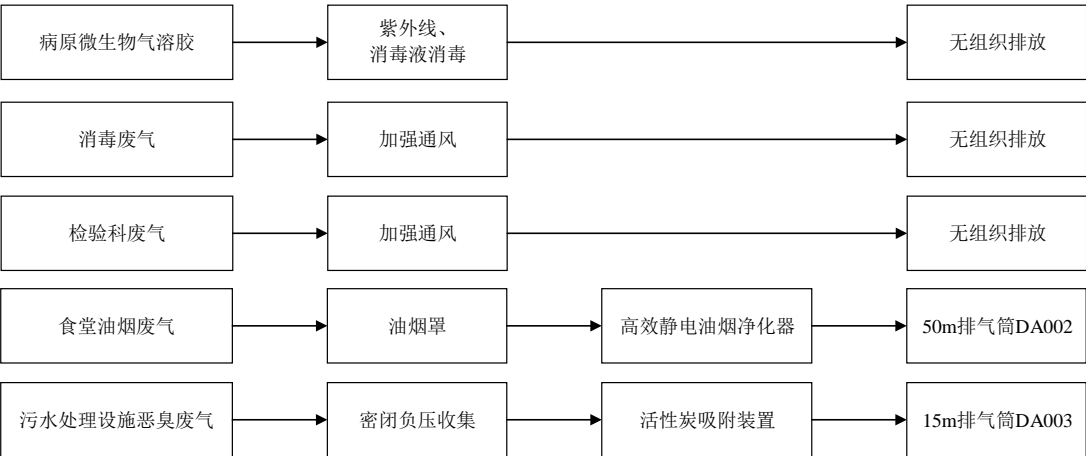 病原微生物气溶胶
紫外线、
消毒液消毒
无组织排放
消毒废气
加强通风
无组织排放
检验科废气
加强通风
无组织排放
食堂油烟废气
油烟罩
高效静电油烟净化器
50m排气筒DA002
污水处理设施恶臭废气
密闭负压收集
活性炭吸附装置
15m排气筒DA003